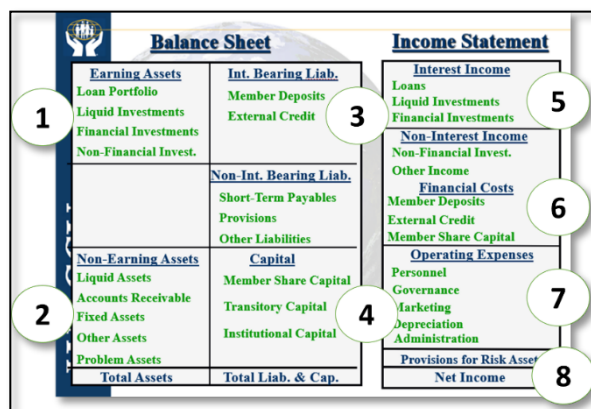 Balance Sheet
Income Statement
1
Earning Assets
Loan Portfolio
Liquid Investments
Financial Investments
Non-Financial Invest.
Int. Bearing Liab.
Member Deposits
External Credit
3
Non-Int. Bearing Liab.
Short-Term Payables
Provisions
Other Liabilities
2
Non-Earning Assets
Liquid Assets
Accounts Receivable
Fixed Assets
Other Assets
Problem Assets
Capital
Member Share Capital
Transitory Capital
Institutional Capital
4
Total Assets
Total Liab. & Cap.
Interest Income
Loans
Liquid Investments
Financial Investments
5
Non-Interest Income
Non-Financial Invest.
Other Income
Financial Costs
Member Deposits
External Credit
Member Share Capital
6
Operating Expenses
Personnel
Governance
Marketing
Depreciation
Administration
7
Provisions for Risk Asset
Net Income
8